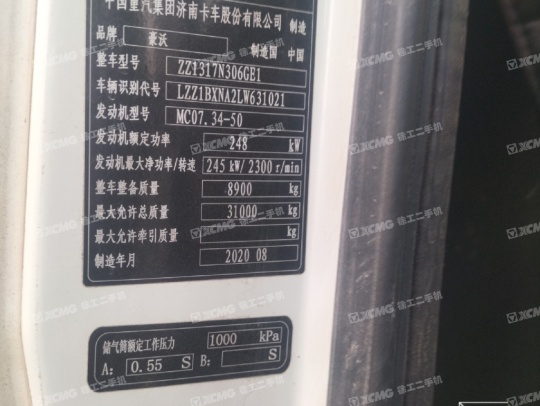 中国重汽集团济南卡车股份有限公司 制造
品牌 豪沃 制造国 中国
整车型号 ZZ1317N306GE1
车辆识别代号 LZZ1BXNA2LW631021
发动机型号 MC07.34-50
发动机额定功率 248 kW
发动机最大净功率/转速 245 kW/ 2300 r/min
整车整备质量 8900 kg
最大允许总质量 31000 kg
最大允许牵引质量 kg
制造年月 2020 08
储气筒额定工作压力 1000 kPa
A: 0.55 S B: S
XCMG 徐工二手机